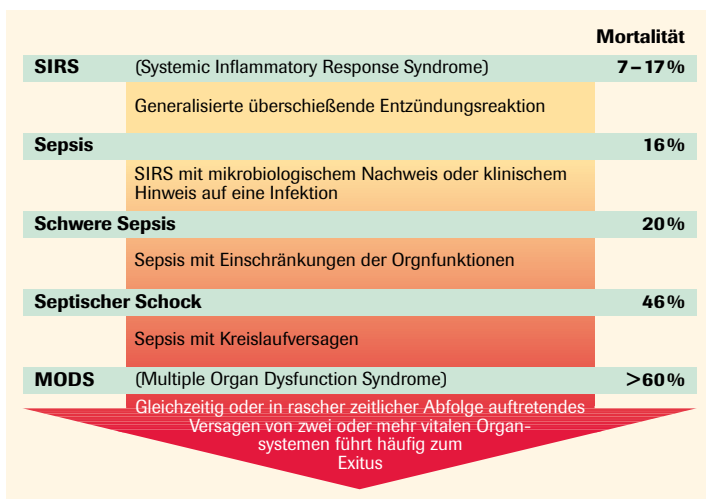 Mortalität
SIRS (Systemic Inflammatory Response Syndrome) 7–17%
Generalisierte überschießende Entzündungsreaktion
Sepsis 16%
SIRS mit mikrobiologischem Nachweis oder klinischem
Hinweis auf eine Infektion
Schwere Sepsis 20%
Sepsis mit Einschränkungen der Orgnfunktionen
Septischer Schock 46%
Sepsis mit Kreislaufversagen
MODS (Multiple Organ Dysfunction Syndrome) >60%
Gleichzeitig oder in rascher zeitlicher Abfolge auftretendes
Versagen von zwei oder mehr vitalen Organ-
systemen führt häufig zum
Exitus